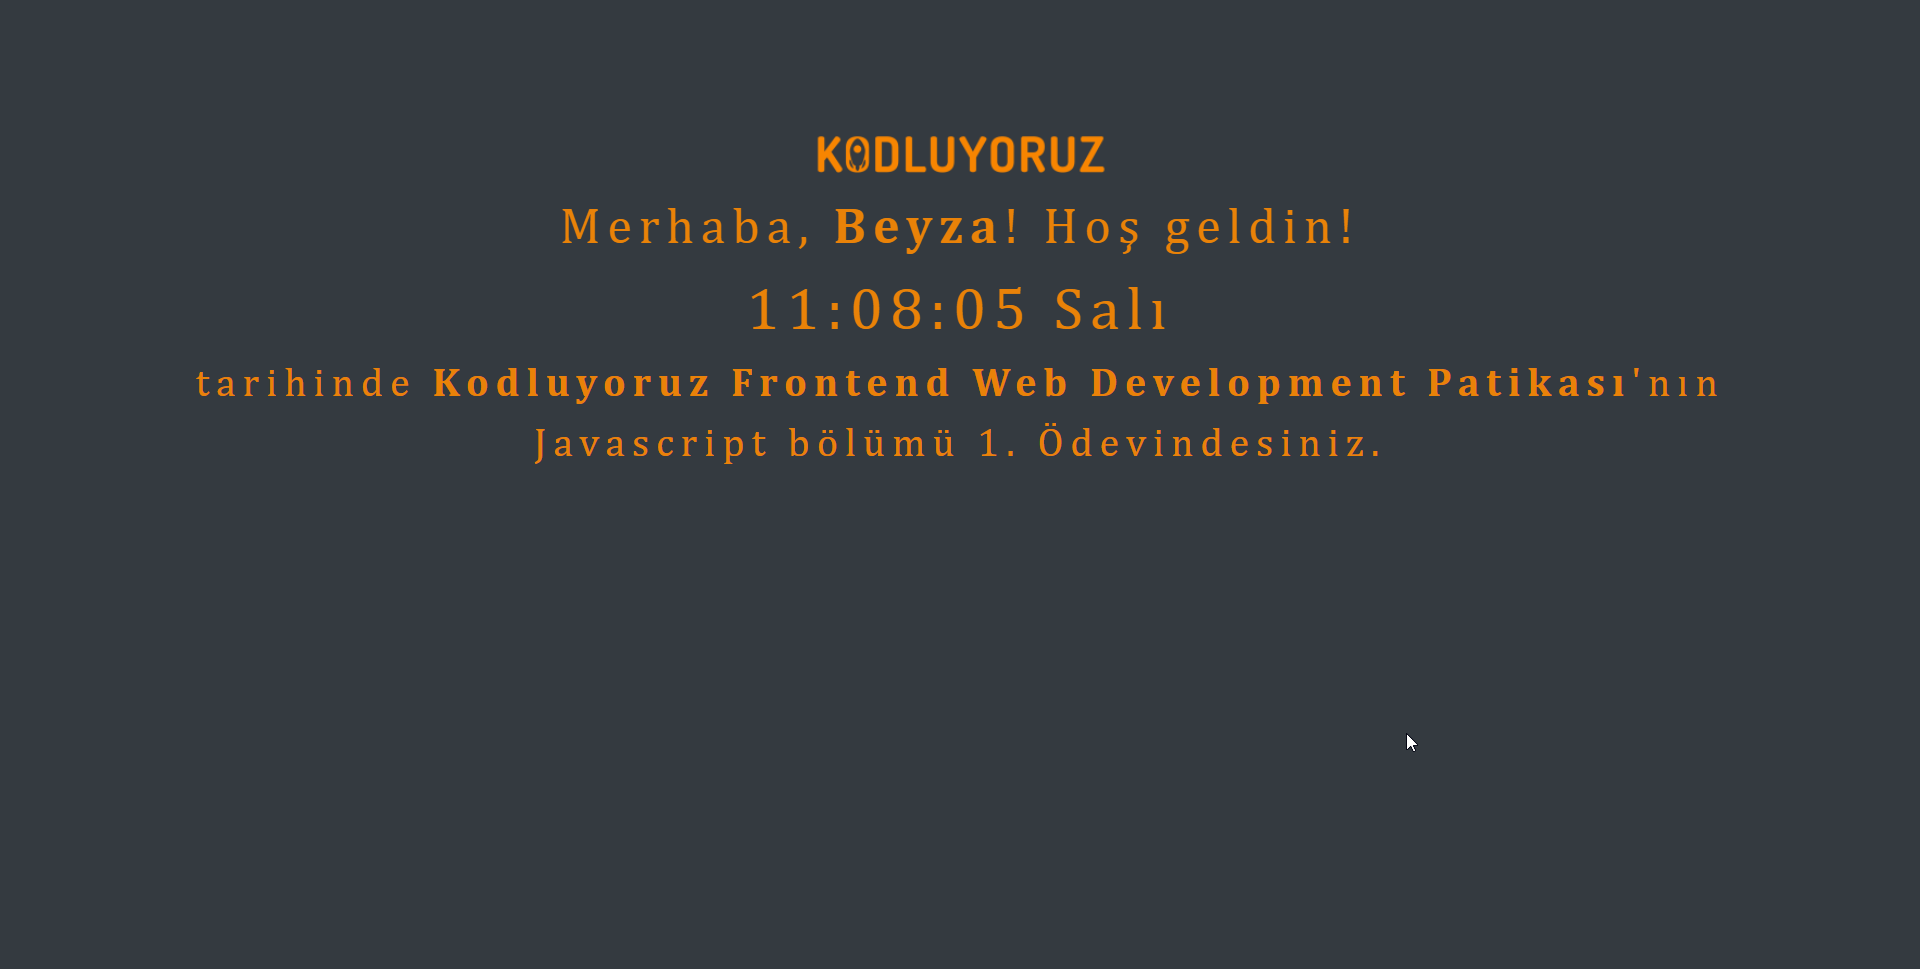 KODLUYORUZ
Merhaba, Beyza! Hoş geldin!
11:08:05 Salı
tarihinde Kodluyoruz Frontend Web Development Patikası'nın
Javascript bölümü 1. Ödevindesiniz.